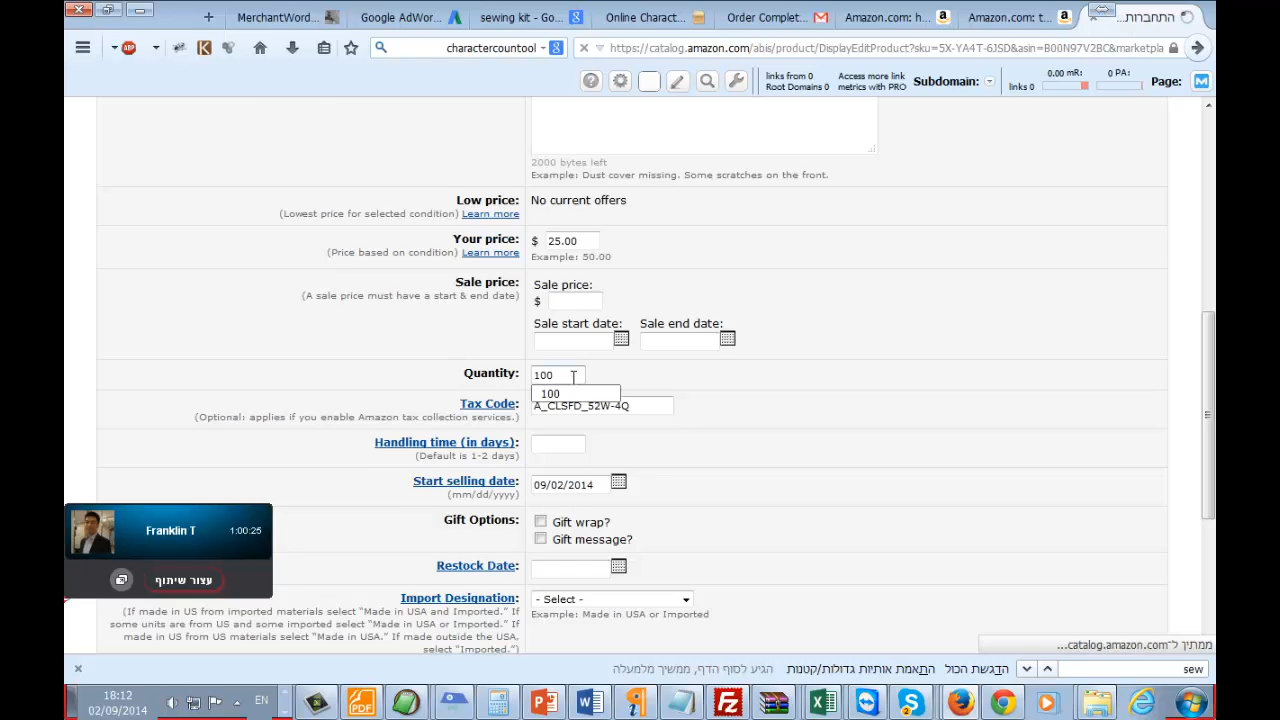 MerchantWord...
Google AdWo...
sewing kit - Go...
Online Charact...
Order Complet...
Amazon.com: h...
Amazon.com: t...
התחברות...
charactercountool
https://catalog.amazon.com/abis/product/DisplayEditProduct?sku=5X-YA4T-6JSD&asin=B00N97V2BC&marketpla
links from 0
Root Domains 0
Access more link
metrics with PRO
Subdomain:
links 0
0.00 mR:
0 PA:
Page:
2000 bytes left
Example: Dust cover missing. Some scratches on the front.
Low price:
(Lowest price for selected condition) Learn more
No current offers
Your price:
(Price based on condition) Learn more
$ 25.00
Example: 50.00
Sale price:
(A sale price must have a start & end date)
Sale price:
$
Sale start date: Sale end date:
Quantity:
100
100
Tax Code:
(Optional: applies if you enable Amazon tax collection services.)
A_CLSFD_52W-4Q
Handling time (in days):
(Default is 1-2 days)
Start selling date:
(mm/dd/yyyy)
09/02/2014
Gift Options:
Gift wrap?
Gift message?
Restock Date:
Import Designation:
(If made in US from imported materials select "Made in USA and Imported." If
some units are from US and some imported select "Made in USA or Imported." If
made in US from US materials select "Made in USA." If made outside the USA,
select "Imported.")
- Select -
Example: Made in USA or Imported
Franklin T
1:00:25
עצור שיתוף
ממתין ל־catalog.amazon.com...
sew
הדגשת הכול
התאמת אותיות גדולות/קטנות
הגיע לסוף הדף, ממשיך מלמעלה
18:12
02/09/2014
EN